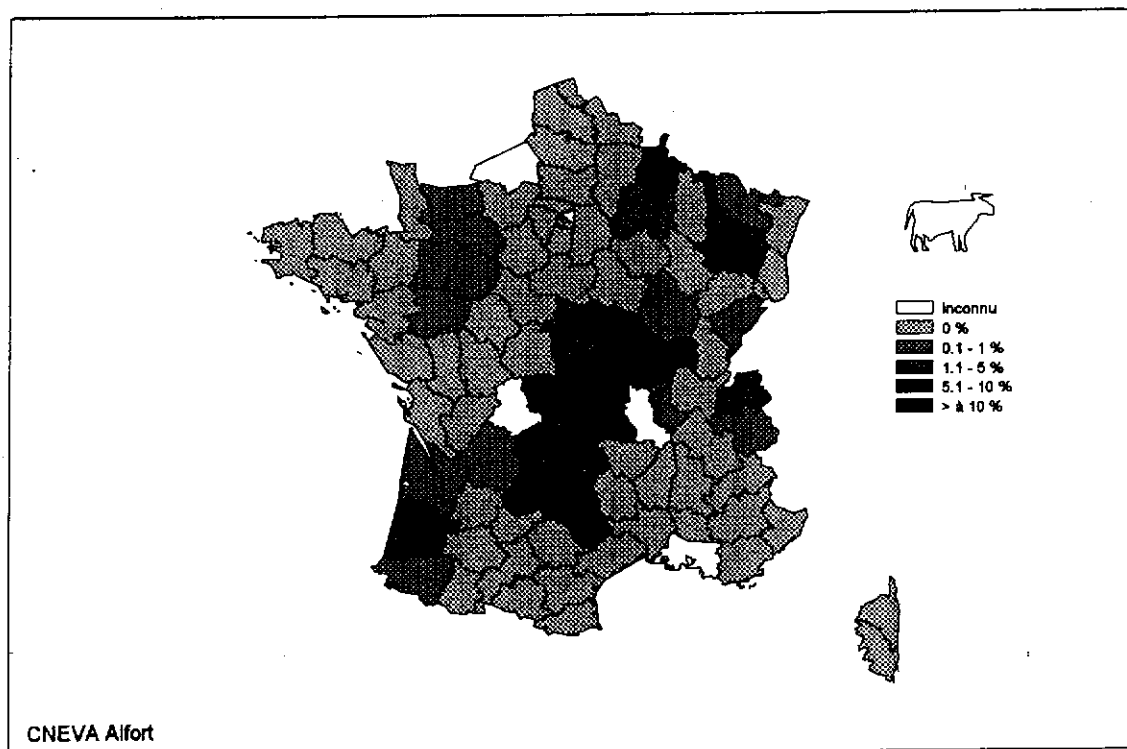 Inconnu
0 %
0.1 - 1 %
1.1 - 5 %
5.1 - 10 %
> à 10 %
CNEVA Alfort